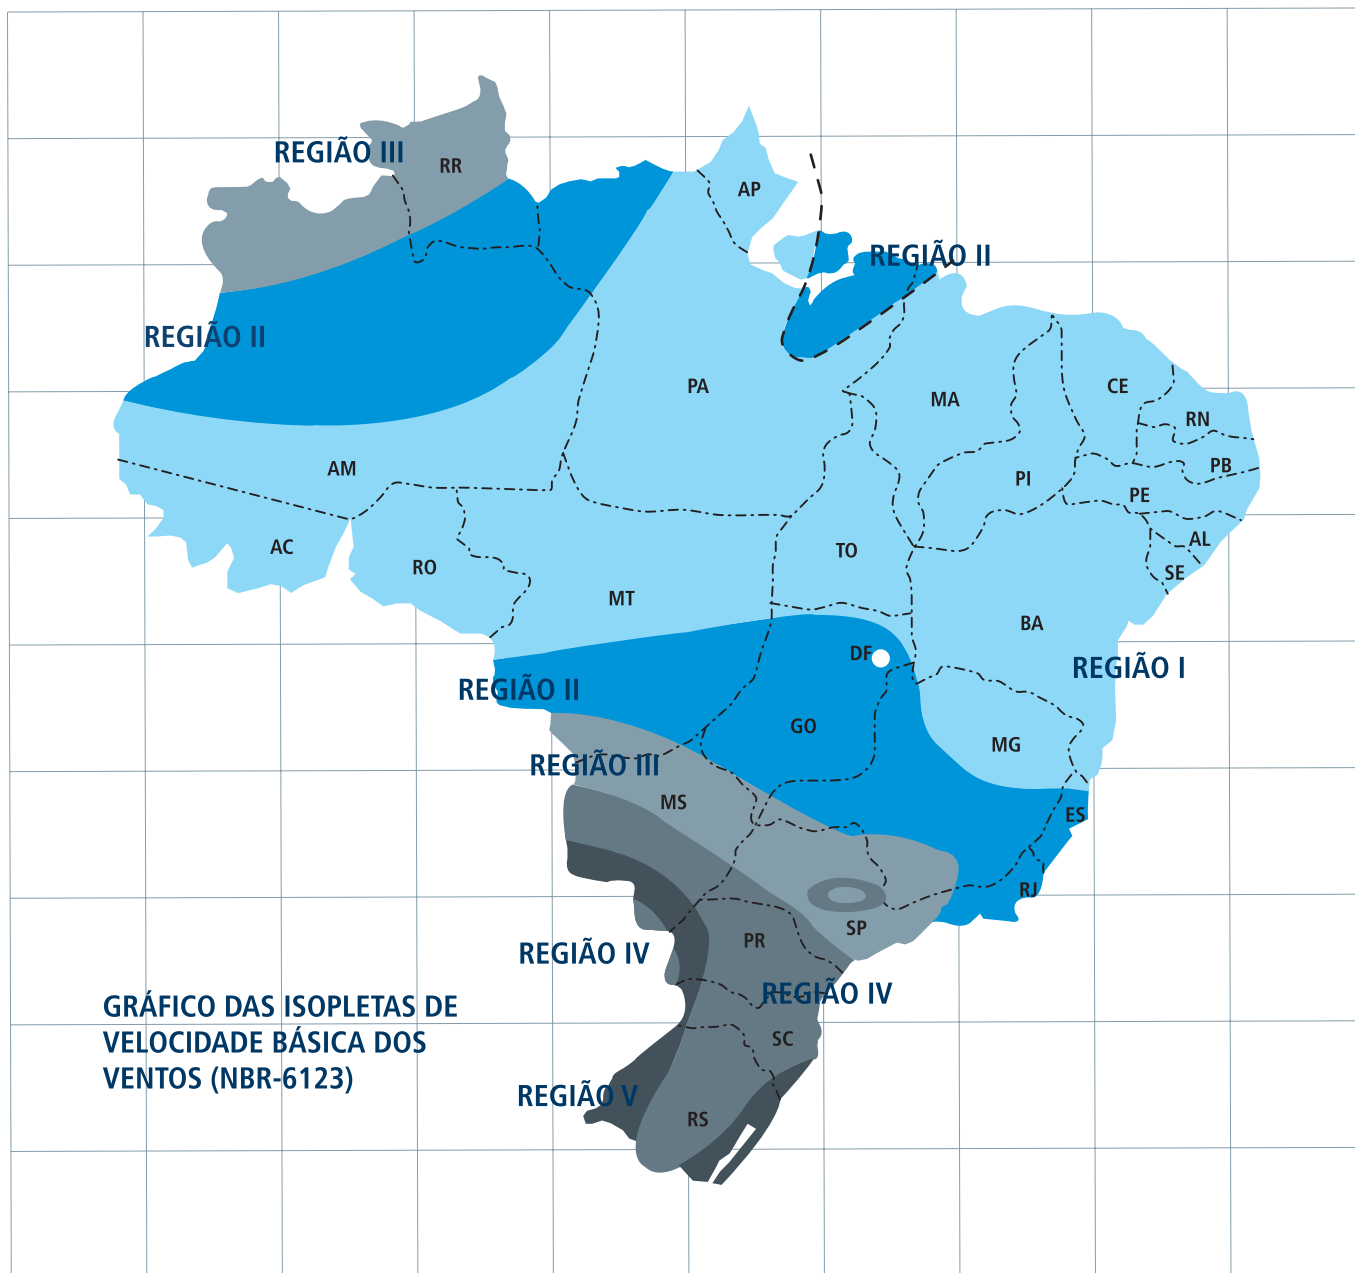 REGIÃO III
RR
AP
REGIÃO II
REGIÃO II
PA
MA
CE
RN
AM
PI
PB
PE
AC
RO
MT
TO
AL
SE
BA
DF
REGIÃO I
REGIÃO II
GO
MG
REGIÃO III
MS
ES
RJ
SP
PR
REGIÃO IV
REGIÃO IV
GRÁFICO DAS ISOPLETAS DE
VELOCIDADE BÁSICA DOS
VENTOS (NBR-6123)
SC
REGIÃO V
RS